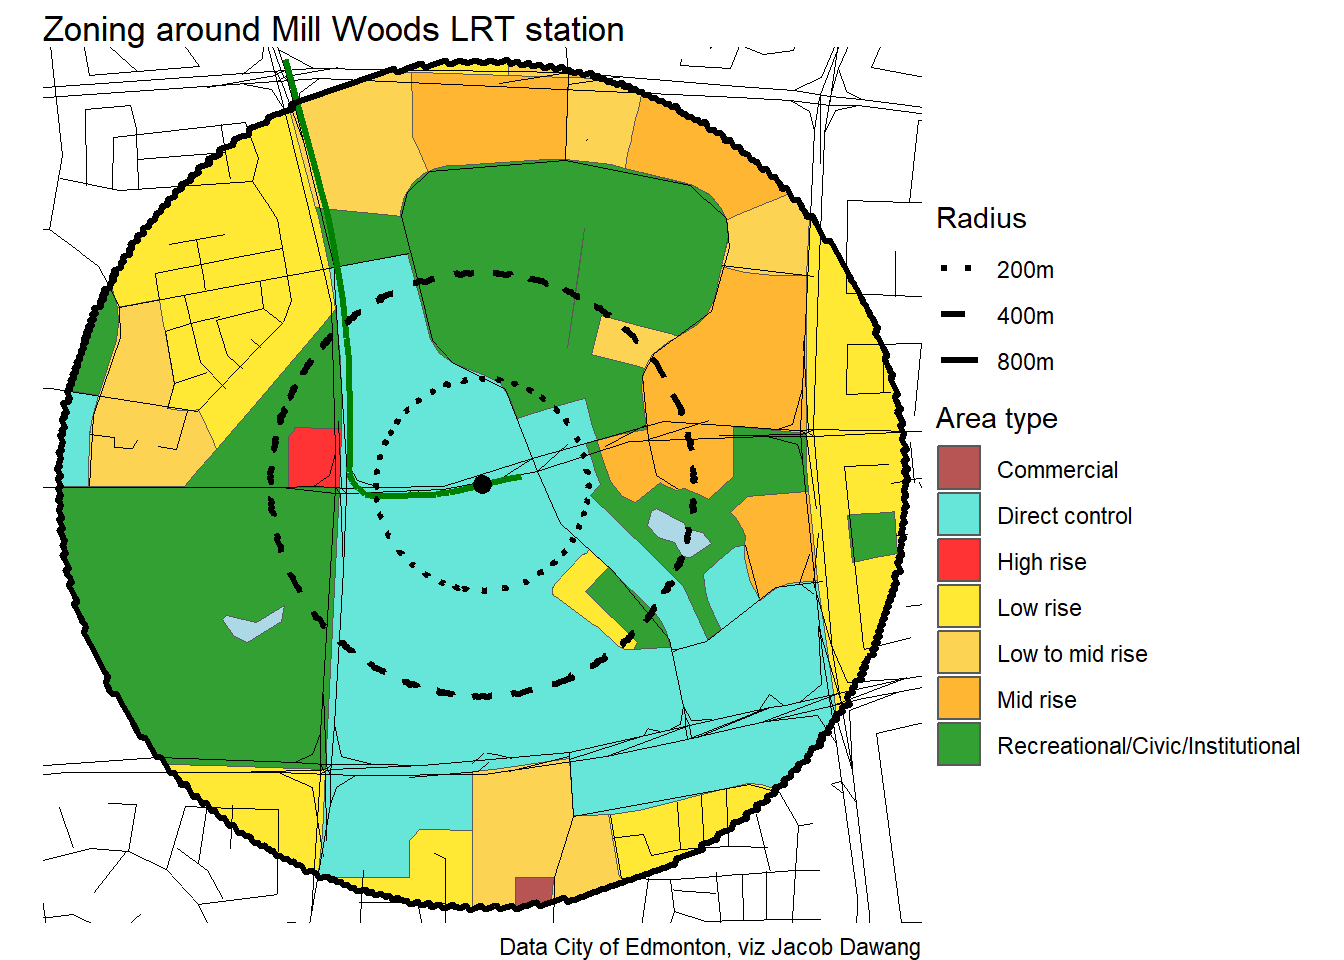 Zoning around Mill Woods LRT station
Radius
200m
400m
800m
Area type
Commercial
Direct control
High rise
Low rise
Low to mid rise
Mid rise
Recreational/Civic/Institutional
Data City of Edmonton, viz Jacob Dawang